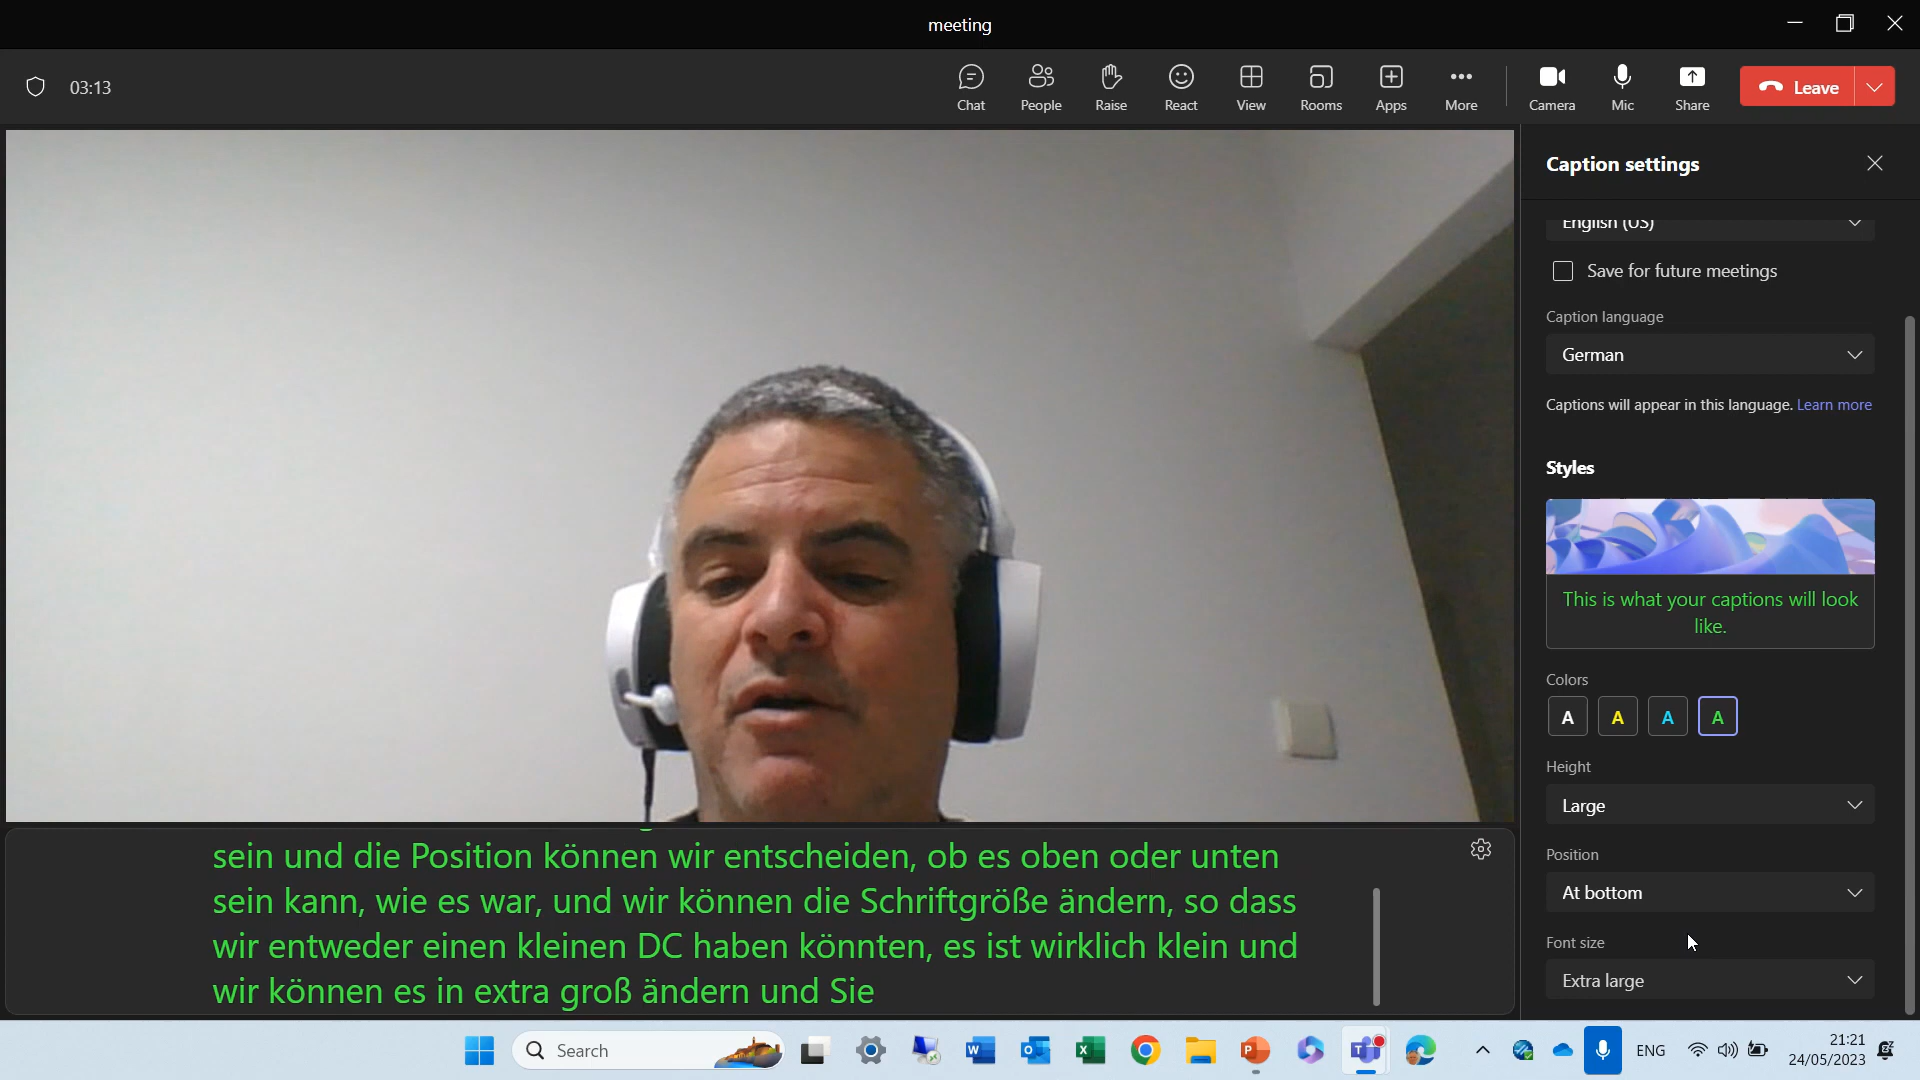 meeting
03:13
Chat
People
Raise
React
View
Rooms
Apps
More
Camera
Mic
Share
Leave
Caption settings
English (US)
Save for future meetings
Caption language
German
Captions will appear in this language. Learn more
Styles
This is what your captions will look
like.
Colors
A A A A
Height
Large
Position
At bottom
Font size
Extra large
sein und die Position können wir entscheiden, ob es oben oder unten
sein kann, wie es war, und wir können die Schriftgröße ändern, so dass
wir entweder einen kleinen DC haben könnten, es ist wirklich klein und
wir können es in extra groß ändern und Sie
Search
ENG
21:21
24/05/2023